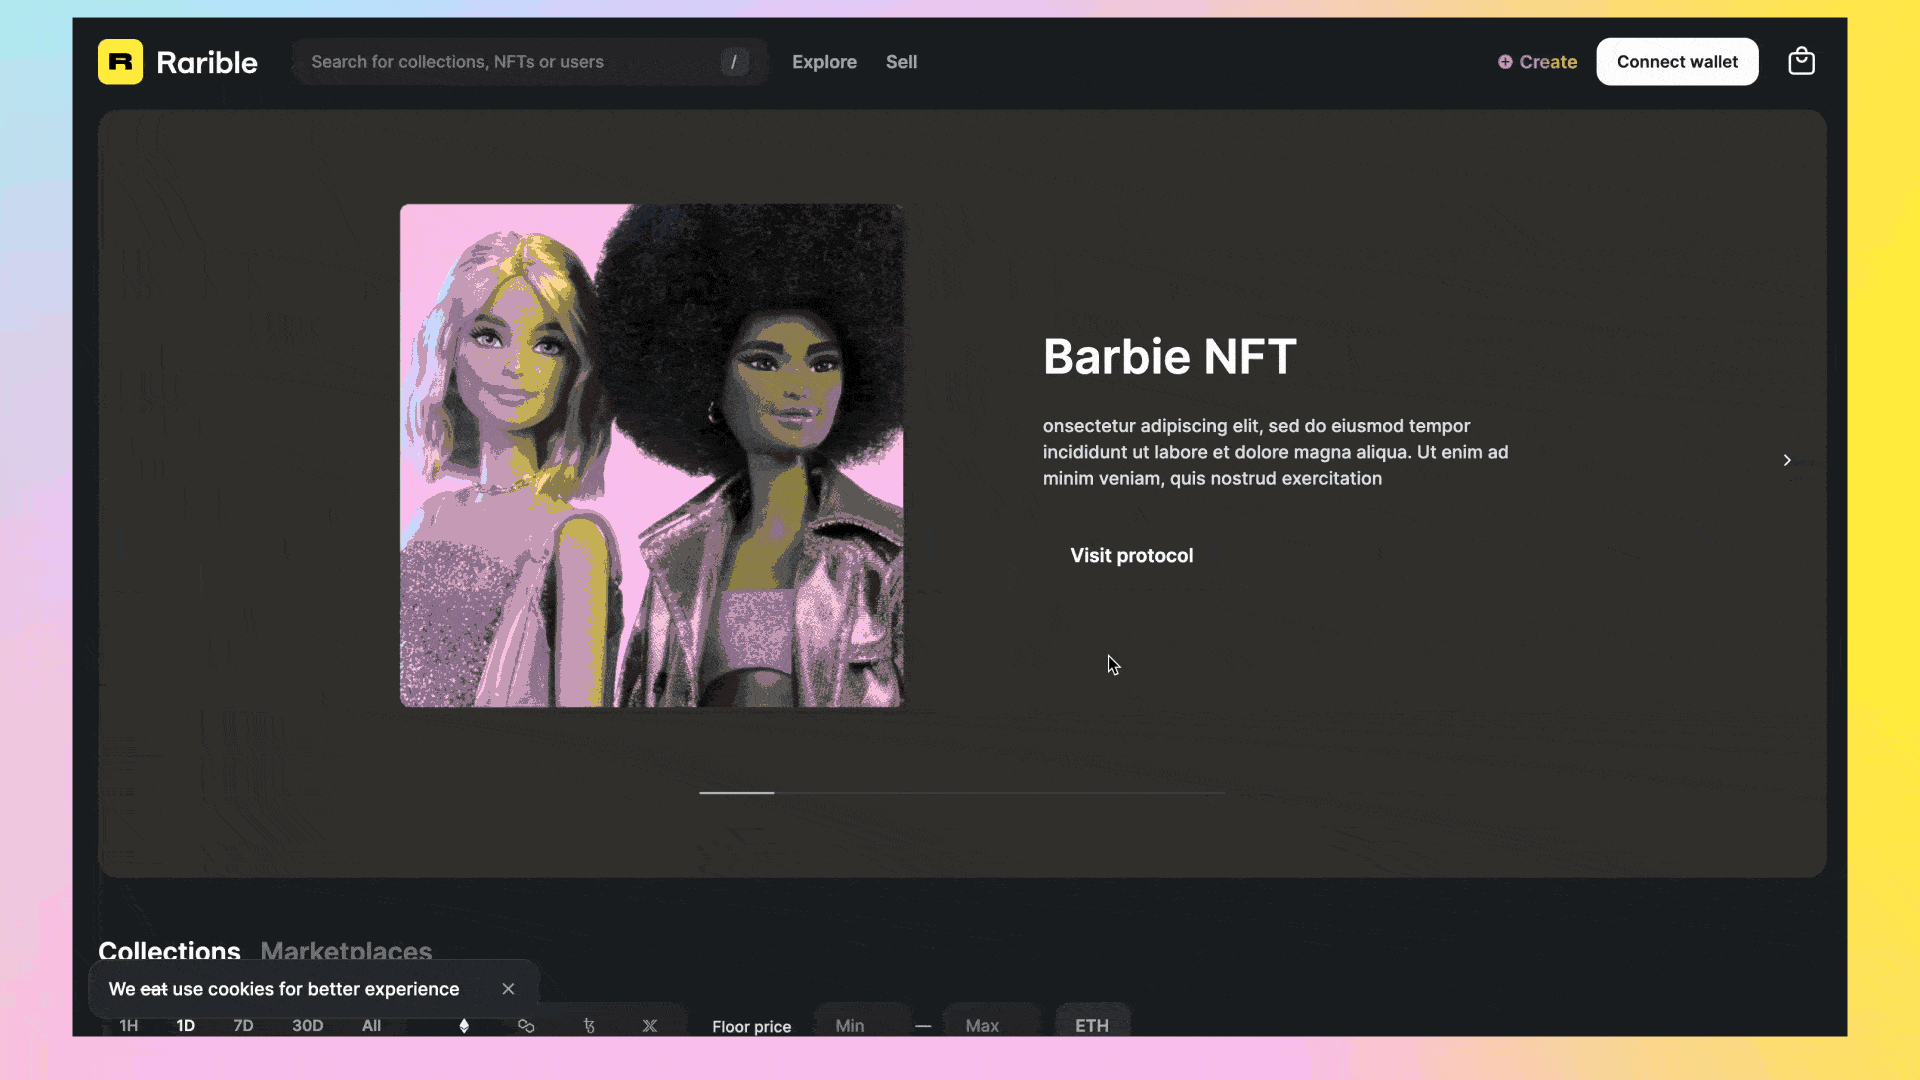 R Rarible
Search for collections, NFTs or users /
Explore Sell
Create
Connect wallet
Barbie NFT
onsectetur adipiscing elit, sed do eiusmod tempor
incididunt ut labore et dolore magna aliqua. Ut enim ad
minim veniam, quis nostrud exercitation
Visit protocol
Collections Marketplaces
We eat use cookies for better experience
1H 1D 7D 30D All
Floor price Min — Max ETH